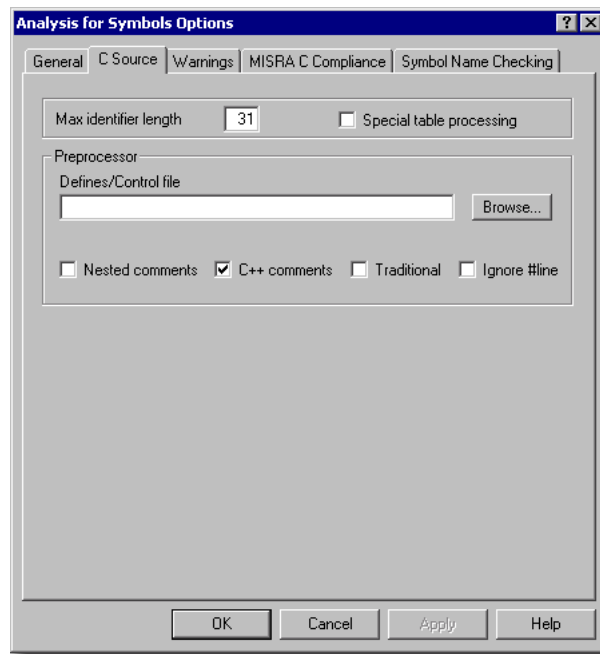 Analysis for Symbols Options
General C Source Warnings MISRA C Compliance Symbol Name Checking
Max identifier length 31 Special table processing
Preprocessor
Defines/Control file
Browse...
Nested comments C++ comments Traditional Ignore #line
OK Cancel Apply Help